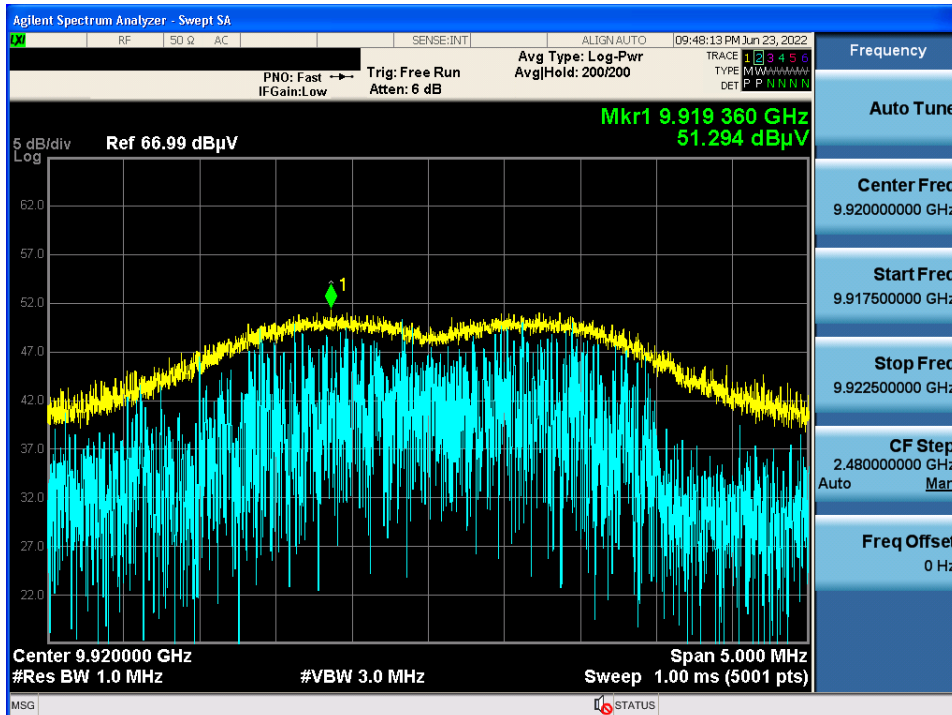 Agilent Spectrum Analyzer - Swept SA
LXI RF 50 Ω AC SENSE:INT ALIGN AUTO 09:48:13 PM Jun 23, 2022
Frequency
PNO: Fast
IFGain:Low
Trig: Free Run
Atten: 6 dB
Avg Type: Log-Pwr
Avg|Hold: 200/200
TRACE 1 2 3 4 5 6
TYPE M W W W W W
DET P P N N N N
Mkr1 9.919 360 GHz
51.294 dBµV
5 dB/div
Log
Ref 66.99 dBµV
62.0
57.0
52.0
47.0
42.0
37.0
32.0
27.0
22.0
1
Center 9.920000 GHz
Span 5.000 MHz
#Res BW 1.0 MHz
#VBW 3.0 MHz
Sweep 1.00 ms (5001 pts)
Auto Tune
Center Freq
9.920000000 GHz
Start Freq
9.917500000 GHz
Stop Freq
9.922500000 GHz
CF Step
2.480000000 GHz
Auto Man
Freq Offset
0 Hz
MSG
STATUS